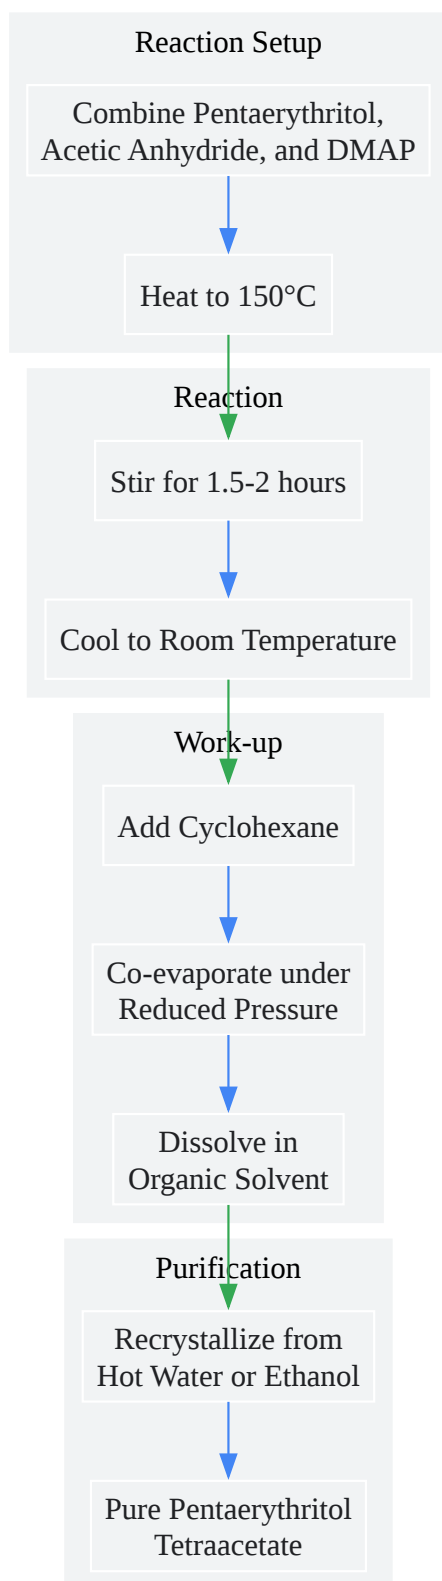 Reaction Setup
Combine Pentaerythritol,
Acetic Anhydride, and DMAP
Heat to 150°C
Reaction
Stir for 1.5-2 hours
Cool to Room Temperature
Work-up
Add Cyclohexane
Co-evaporate under
Reduced Pressure
Dissolve in
Organic Solvent
Purification
Recrystallize from
Hot Water or Ethanol
Pure Pentaerythritol
Tetraacetate